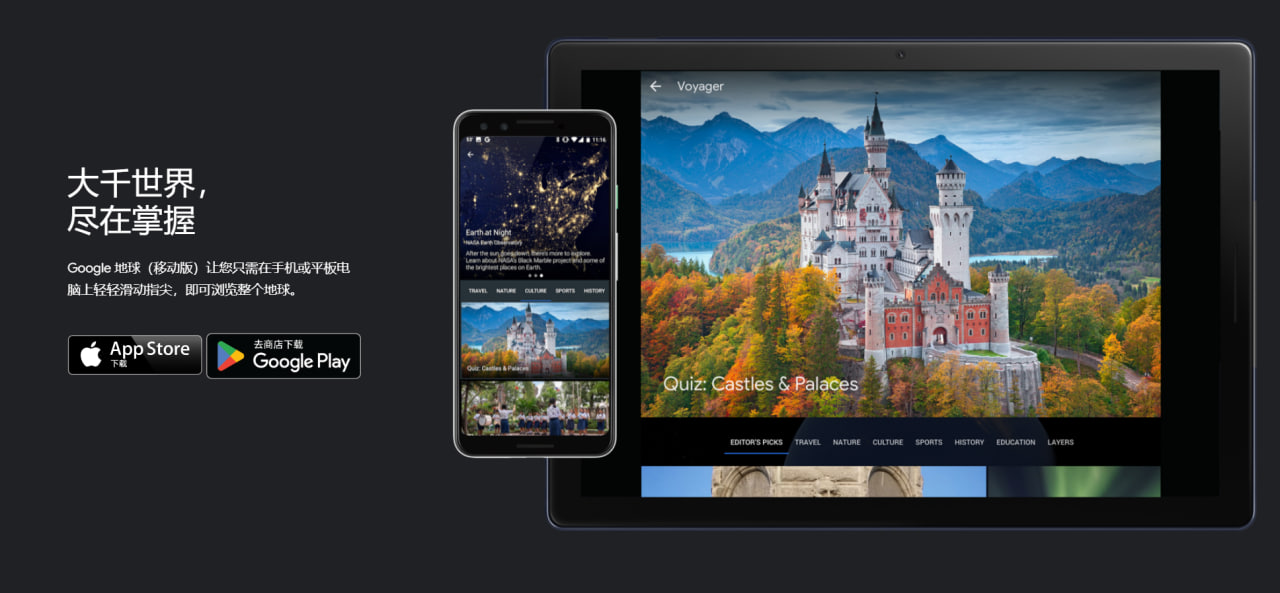 大千世界，
尽在掌握
Google 地球（移动版）让您只需在手机或平板电
脑上轻轻滑动指尖，即可浏览整个地球。
App Store
下载
去商店下载
Google Play
11:16
Earth at Night
NASA Earth Observatory
After the sun goes down, there's more to explore.
Learn about NASA's Black Marble project and some of
the brightest places on Earth.
TRAVEL NATURE CULTURE SPORTS HISTORY
Quiz: Castles & Palaces
Voyager
Quiz: Castles & Palaces
EDITOR'S PICKS TRAVEL NATURE CULTURE SPORTS HISTORY EDUCATION LAYERS